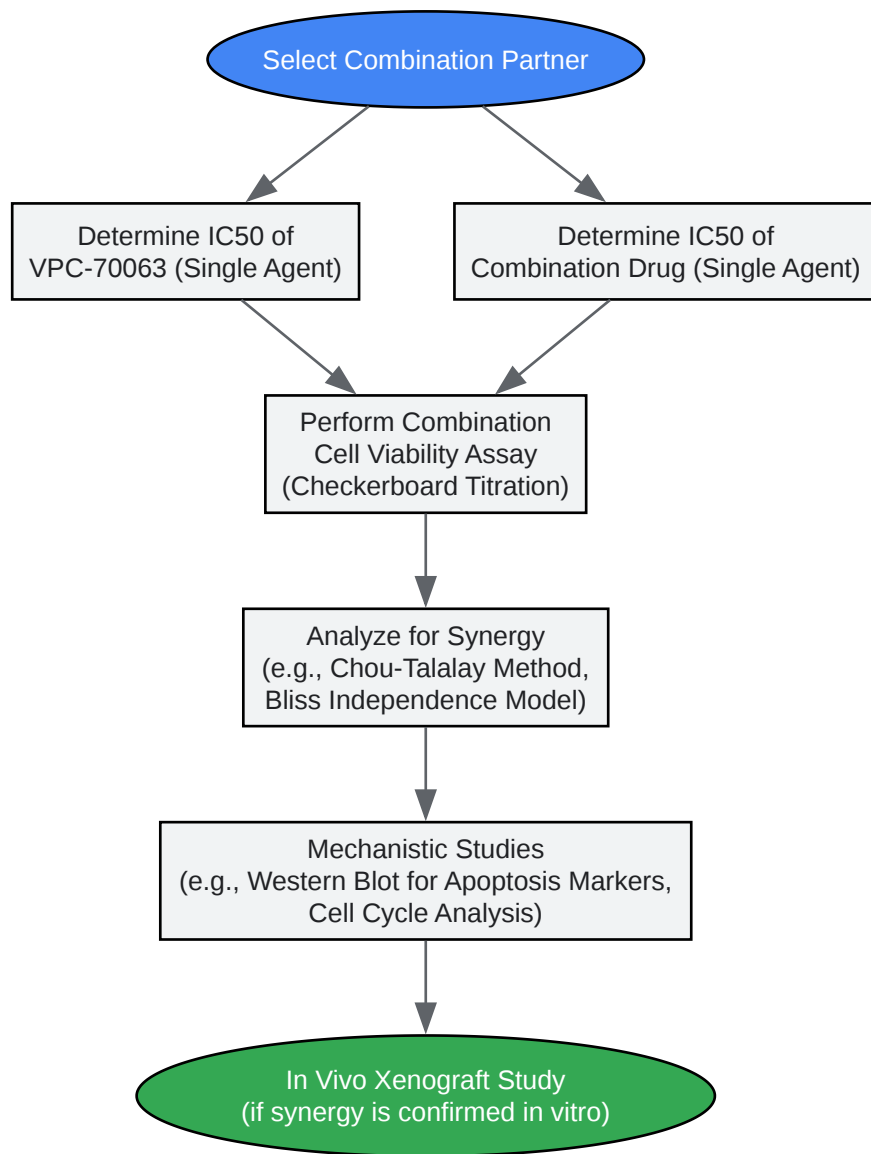 Select Combination Partner
Determine IC50 of
VPC-70063 (Single Agent)
Determine IC50 of
Combination Drug (Single Agent)
Perform Combination
Cell Viability Assay
(Checkerboard Titration)
Analyze for Synergy
(e.g., Chou-Talalay Method,
Bliss Independence Model)
Mechanistic Studies
(e.g., Western Blot for Apoptosis Markers,
Cell Cycle Analysis)
In Vivo Xenograft Study
(if synergy is confirmed in vitro)